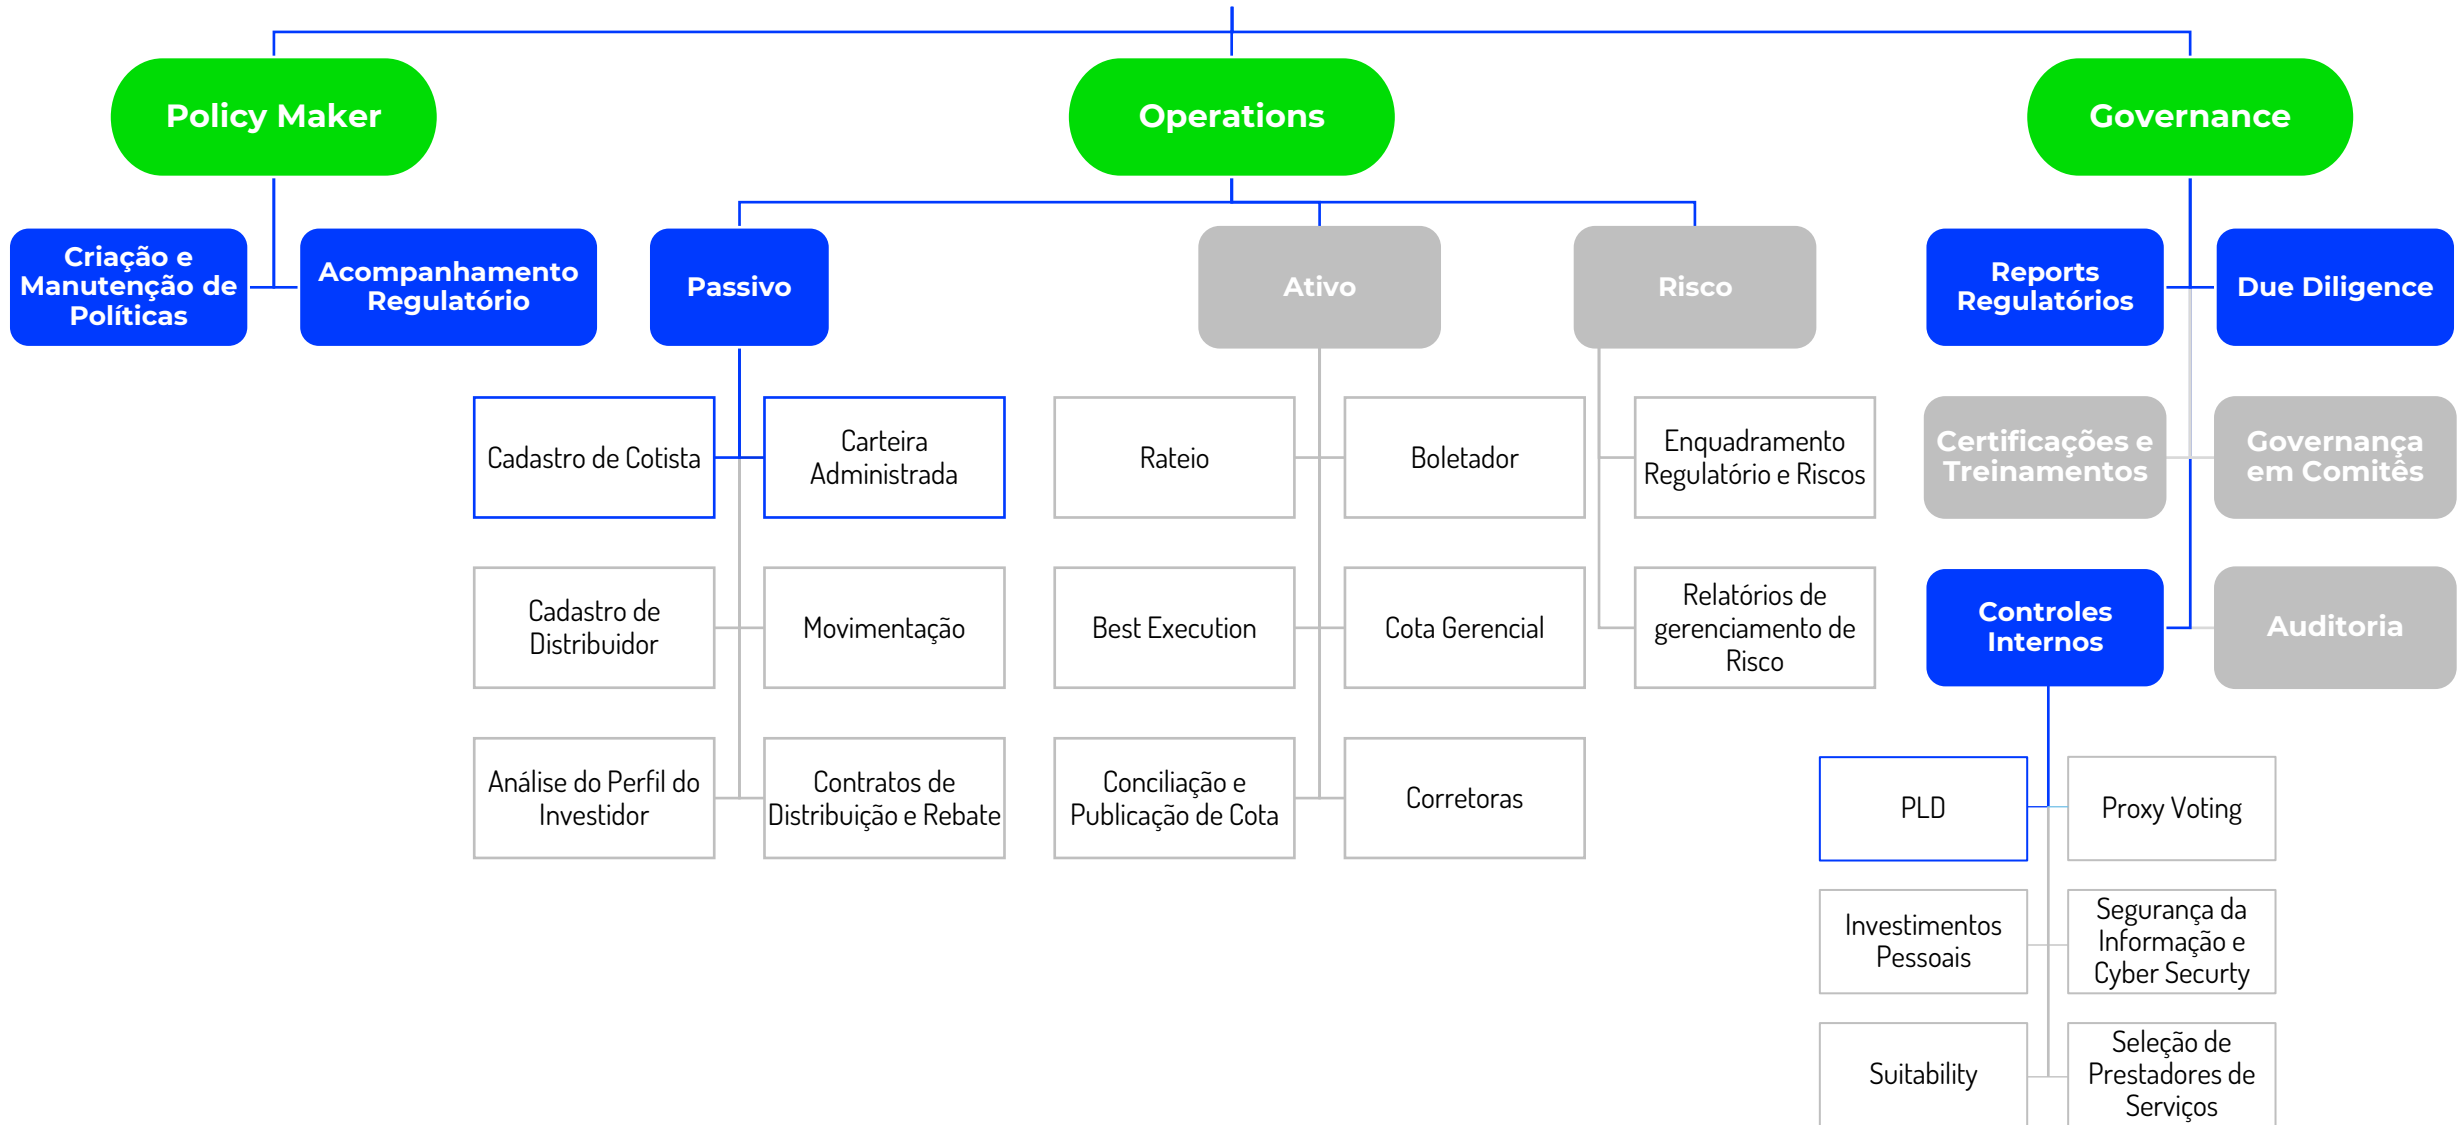 Policy Maker
Operations
Governance
Criação e
Manutenção de
Políticas
Acompanhamento
Regulatório
Passivo
Ativo
Risco
Reports
Regulatórios
Due Diligence
Cadastro de Cotista
Carteira
Administrada
Rateio
Boletador
Enquadramento
Regulatório e Riscos
Certificações e
Treinamentos
Governança
em Comitês
Cadastro de
Distribuidor
Movimentação
Best Execution
Cota Gerencial
Relatórios de
gerenciamento de
Risco
Controles
Internos
Auditoria
Análise do Perfil do
Investidor
Contratos de
Distribuição e Rebate
Conciliação e
Publicação de Cota
Corretoras
PLD
Proxy Voting
Investimentos
Pessoais
Segurança da
Informação e
Cyber Securty
Suitability
Seleção de
Prestadores de
Serviços